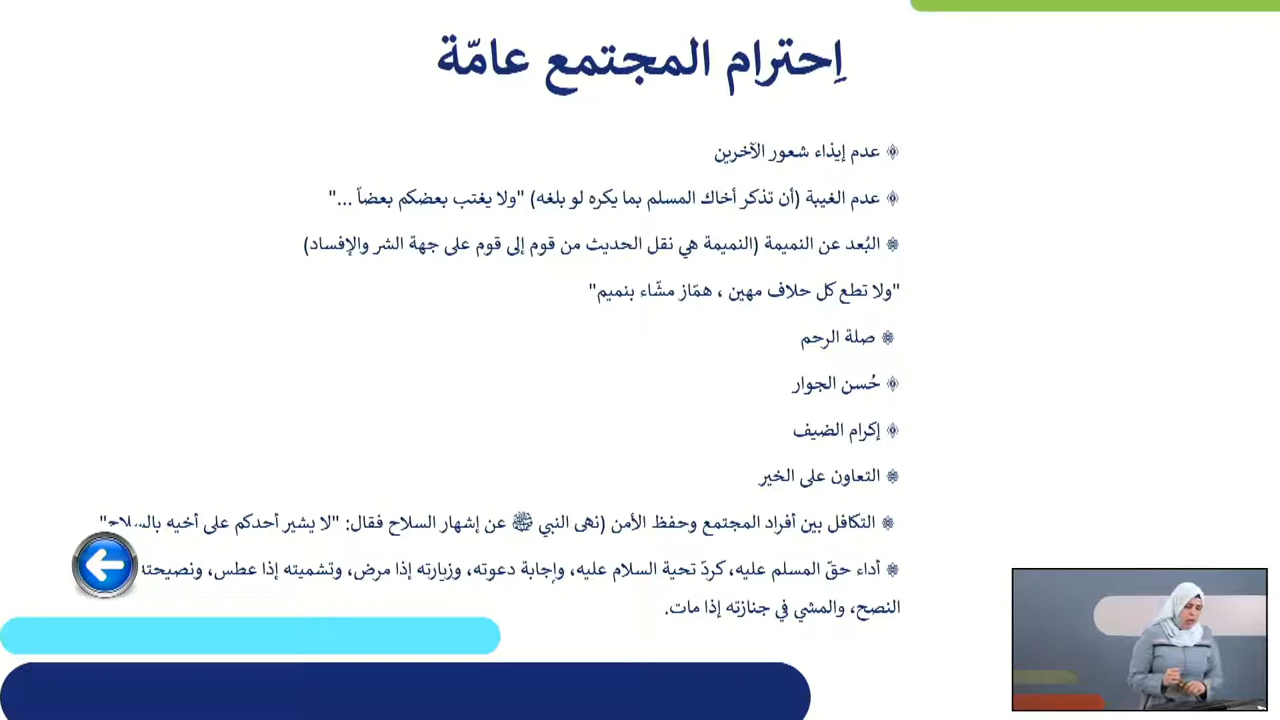 اِحترام المجتمع عامّة
عدم إيذاء شعور الآخرين
عدم الغيبة (أن تذكر أخاك المسلم بما يكره لو بلغه) "ولا يغتب بعضكم بعضاً ..."
البُعد عن النميمة (النميمة هي نقل الحديث من قوم إلى قوم على جهة الشر والإفساد)
"ولا تطع كل حلاف مهين ، همّاز مشّاء بنميم"
صلة الرحم
حُسن الجوار
إكرام الضيف
التعاون على الخير
التكافل بين أفراد المجتمع وحفظ الأمن (نهى النبي ﷺ عن إشهار السلاح فقال: "لا يشير أحدكم على أخيه بالسلاح"
أداء حقّ المسلم عليه، كردّ تحية السلام عليه، وإجابة دعوته، وزيارته إذا مرض، وتشميته إذا عطس، ونصيحته
النصح، والمشي في جنازته إذا مات.